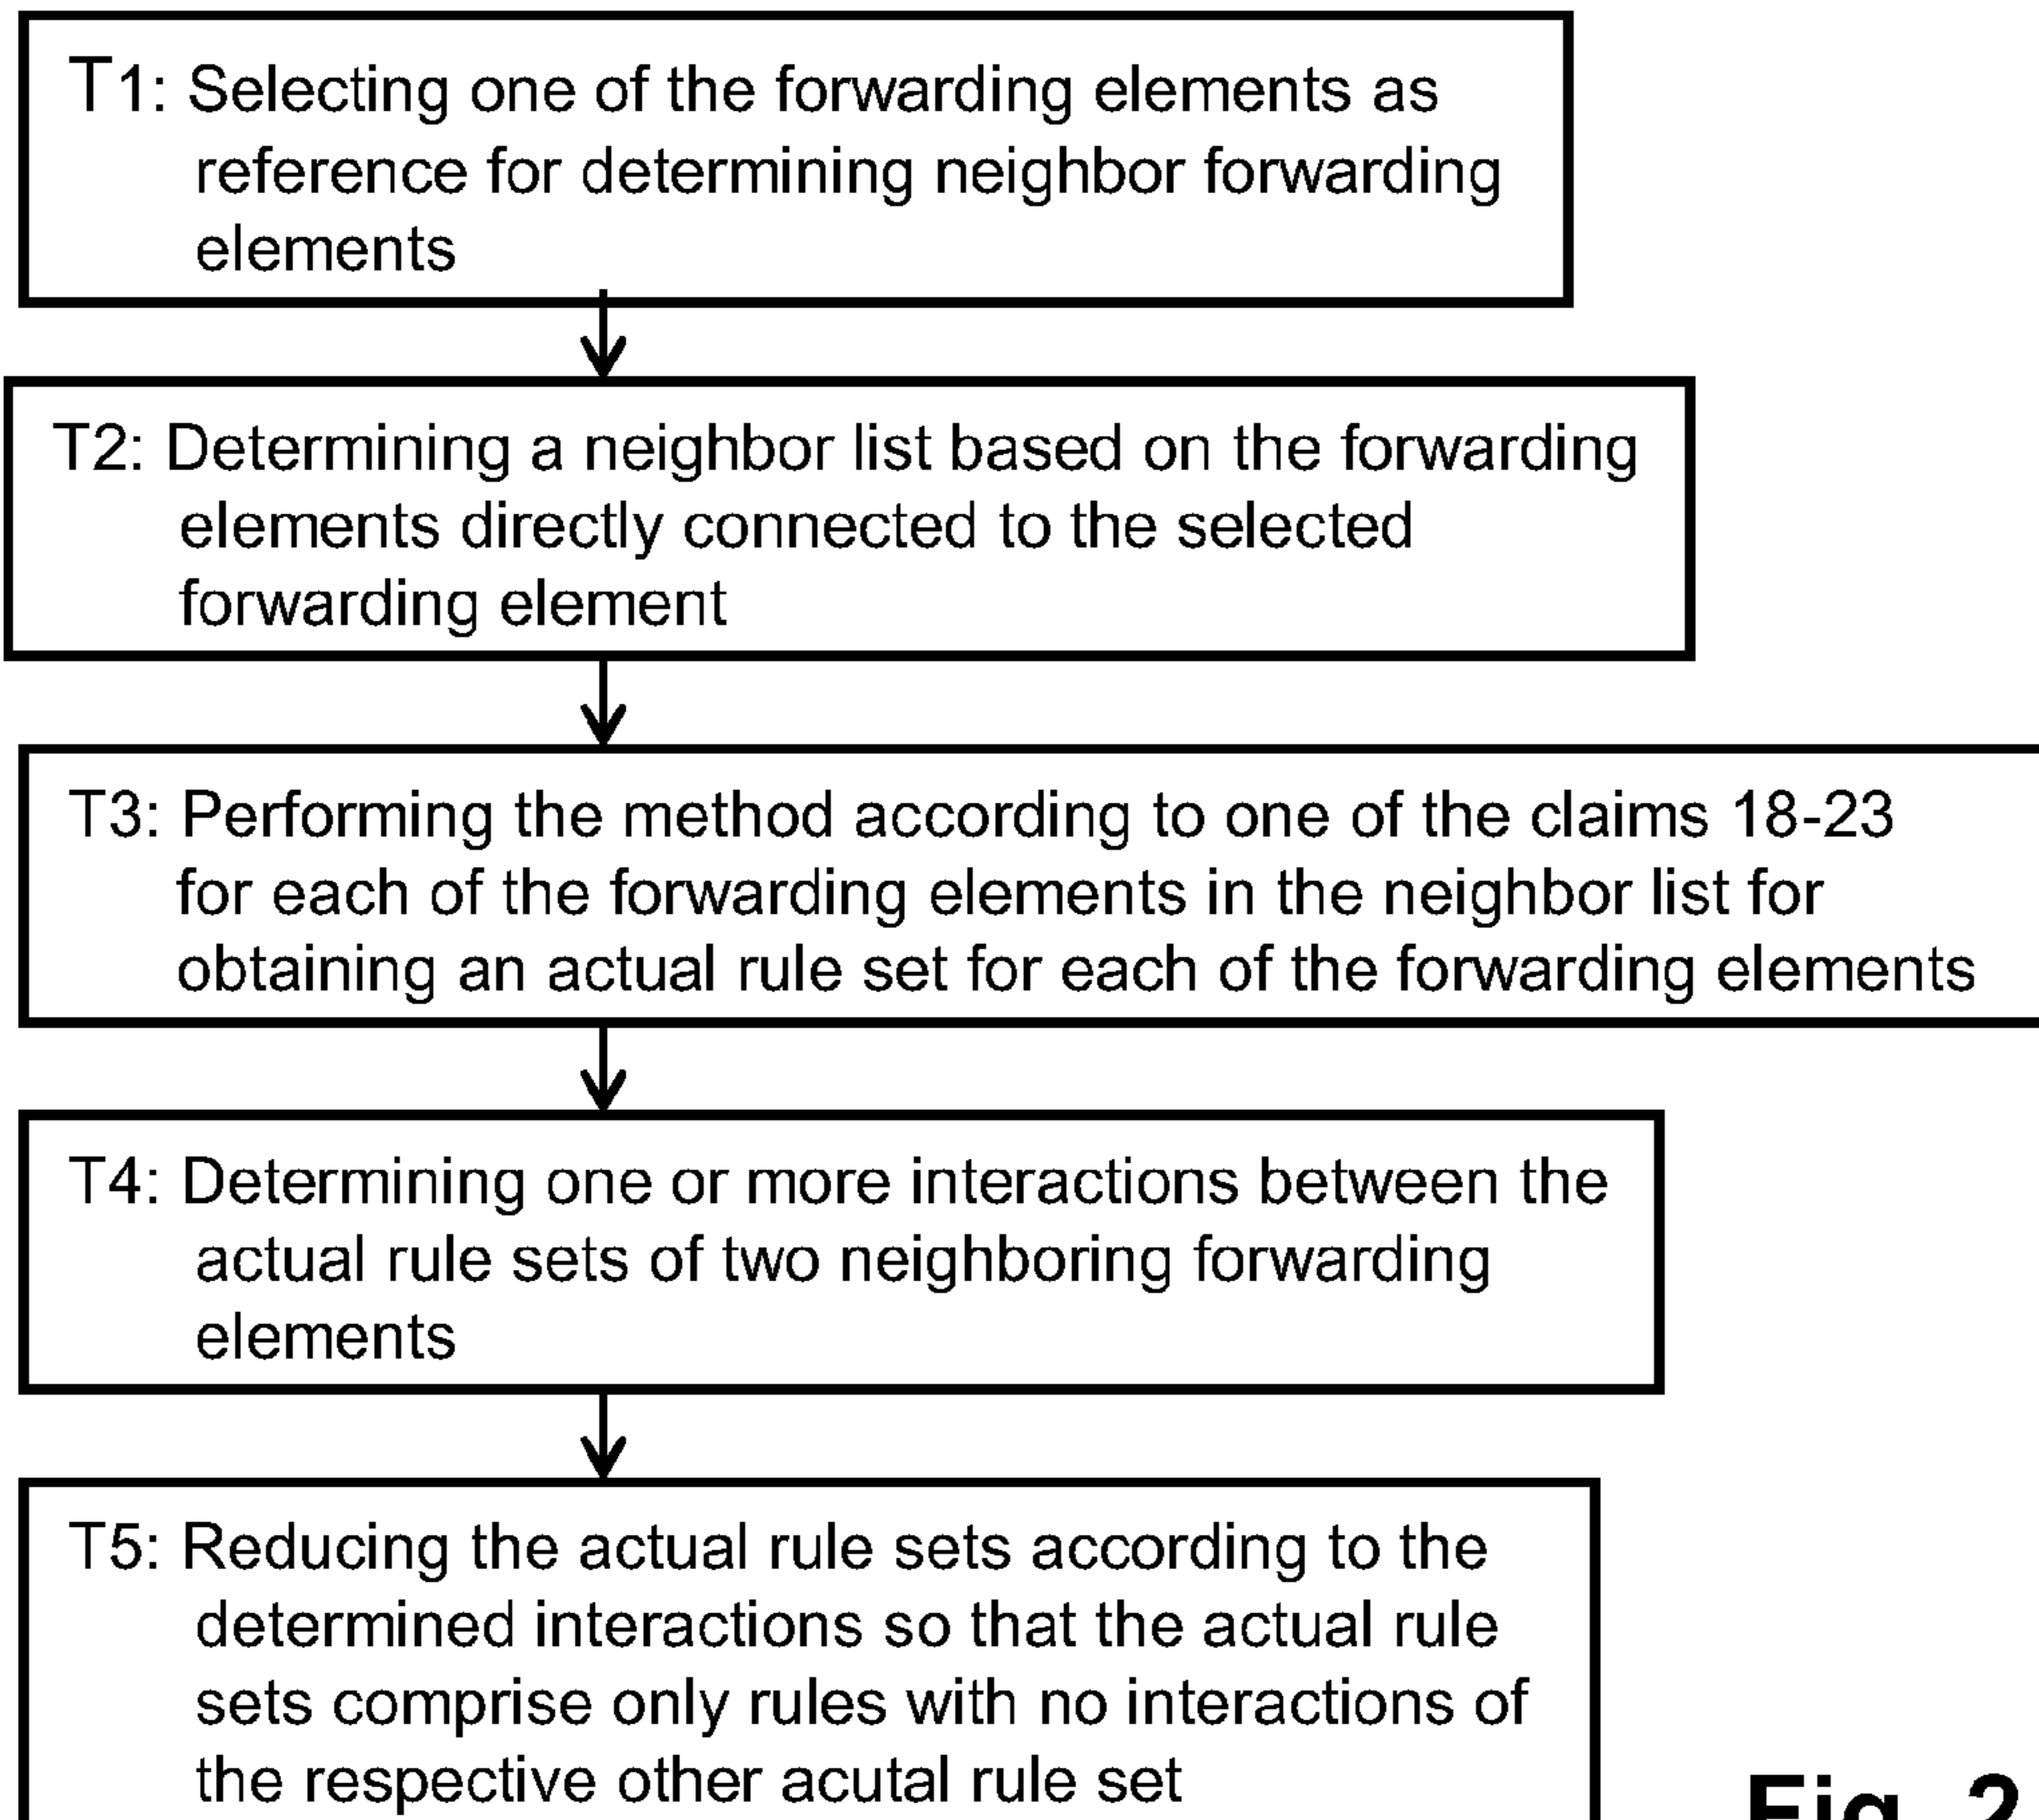 T1: Selecting one of the forwarding elements as
reference for determining neighbor forwarding
elements
T2: Determining a neighbor list based on the forwarding
elements directly connected to the selected
forwarding element
T3: Performing the method according to one of the claims 18-23
for each of the forwarding elements in the neighbor list for
obtaining an actual rule set for each of the forwarding elements
T4: Determining one or more interactions between the
actual rule sets of two neighboring forwarding
elements
T5: Reducing the actual rule sets according to the
determined interactions so that the actual rule
sets comprise only rules with no interactions of
the respective other acutal rule set
Fig. 2